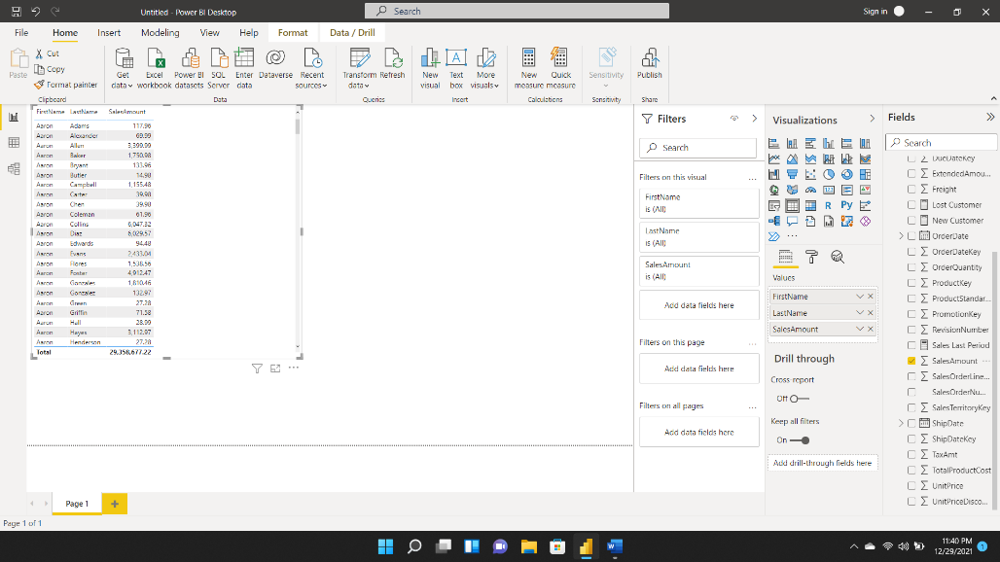 Untitled - Power BI Desktop
Search
Sign in
File
Home
Insert
Modeling
View
Help
Format
Data / Drill
Paste
Cut
Copy
Format painter
Clipboard
Get data
Excel workbook
Power BI datasets
SQL Server
Enter data
Dataverse
Recent sources
Data
Transform data
Refresh
Queries
New visual
Text box
More visuals
Insert
New measure
Quick measure
Calculations
Sensitivity
Sensitivity
Publish
Share
FirstName LastName SalesAmount
Aaron Adams 117.96
Aaron Alexander 69.99
Aaron Allen 3,399.99
Aaron Baker 1,750.98
Aaron Bryant 133.96
Aaron Butler 14.98
Aaron Campbell 1,155.48
Aaron Carter 39.98
Aaron Chen 39.98
Aaron Coleman 61.96
Aaron Collins 6,047.32
Aaron Diaz 6,029.57
Aaron Edwards 94.48
Aaron Evans 2,433.04
Aaron Flores 1,538.56
Aaron Foster 4,912.47
Aaron Gonzales 1,810.46
Aaron Gonzalez 132.97
Aaron Green 27.28
Aaron Griffin 71.58
Aaron Hall 28.99
Aaron Hayes 3,112.97
Aaron Henderson 27.28
Total 29,358,677.22
Filters
Search
Filters on this visual
FirstName
is (All)
LastName
is (All)
SalesAmount
is (All)
Add data fields here
Filters on this page
Add data fields here
Filters on all pages
Add data fields here
Visualizations
R
Py
Values
FirstName
LastName
SalesAmount
Drill through
Cross-report
Off
Keep all filters
On
Add drill-through fields here
Fields
Search
DueDateKey
ExtendedAmou...
Freight
Lost Customer
New Customer
OrderDate
OrderDateKey
OrderQuantity
ProductKey
ProductStandar...
PromotionKey
RevisionNumber
Sales Last Period
SalesAmount
SalesOrderLine...
SalesOrderNu...
SalesTerritoryKey
ShipDate
ShipDateKey
TaxAmt
TotalProductCost
UnitPrice
UnitPriceDisco...
Page 1
Page 1 of 1
11:40 PM
12/29/2021
1